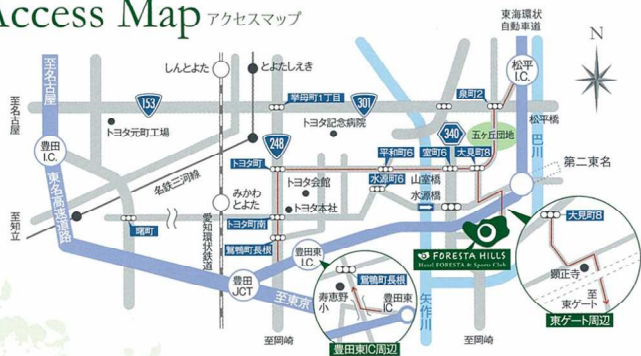 Access Map アクセスマップ
東海環状
自動車道
N
至名古屋
しんとよた
とよたしえき
松平
I.C.
153
挙母町1丁目
301
泉町2
松平橋
至名古屋
トヨタ元町工場
トヨタ記念病院
248
340
五ヶ丘団地
巴川
豊田
I.C.
名鉄三河線
トヨタ町
平和町6
室町6
大見町8
第二東名
水源町6
山室橋
水源橋
みかわ
とよた
トヨタ会館
トヨタ本社
東名高速道路
至知立
曙町
愛知環状鉄道
トヨタ町南
鴛鴨町長根
豊田東
I.C.
FORESTA HILLS
Hotel FORESTA & Sports Club
大見町8
顕正寺
至
東ゲート
東ゲート周辺
豊田
JCT
至東京
鴛鴨町長根
寿恵野
小
豊田東
IC
豊田東IC周辺
矢作川
至岡崎
至岡崎